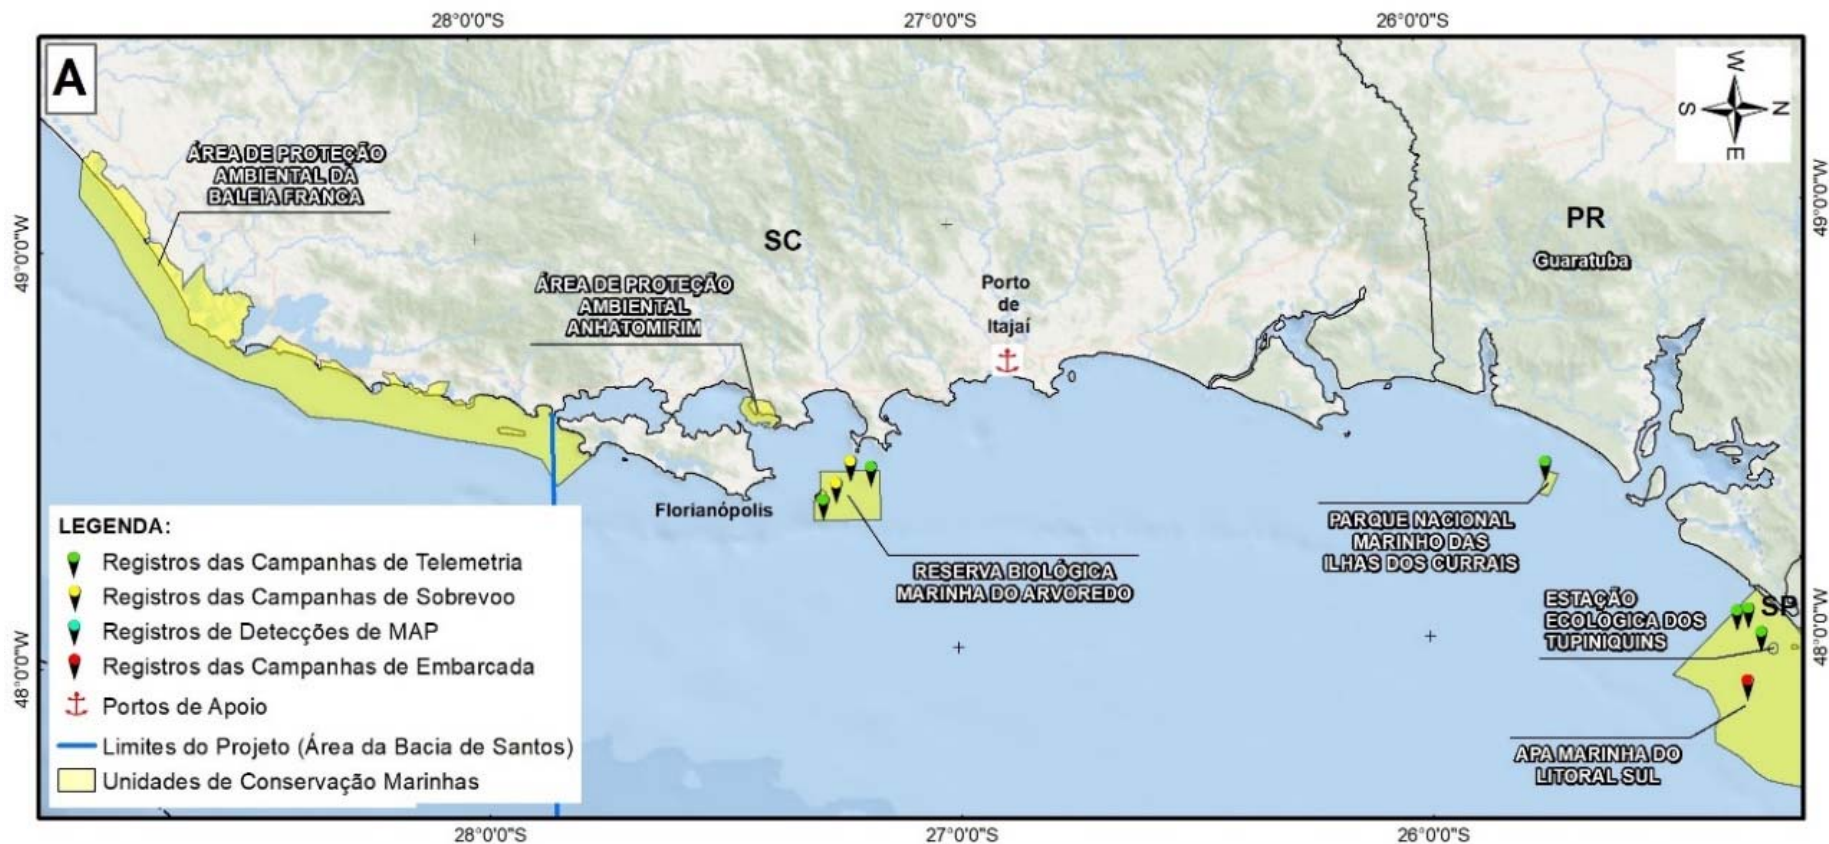 28°0'0"S
27°0'0"S
26°0'0"S
A
W
S
N
E
ÁREA DE PROTEÇÃO
AMBIENTAL DA
BALEIA FRANCA
49°0'0"W
49°0'0"W
SC
PR
Guaratuba
ÁREA DE PROTEÇÃO
AMBIENTAL
ANHATOMIRIM
Porto
de
Itajaí
Florianópolis
RESERVA BIOLÓGICA
MARINHA DO ARVOREDO
PARQUE NACIONAL
MARINHO DAS
ILHAS DOS CURRAIS
ESTAÇÃO
ECOLÓGICA DOS
TUPINIQUINS
SP
APA MARINHA DO
LITORAL SUL
48°0'0"W
48°0'0"W
LEGENDA:
Registros das Campanhas de Telemetria
Registros das Campanhas de Sobrevoo
Registros de Detecções de MAP
Registros das Campanhas de Embarcada
Portos de Apoio
Limites do Projeto (Área da Bacia de Santos)
Unidades de Conservação Marinhas
28°0'0"S
27°0'0"S
26°0'0"S